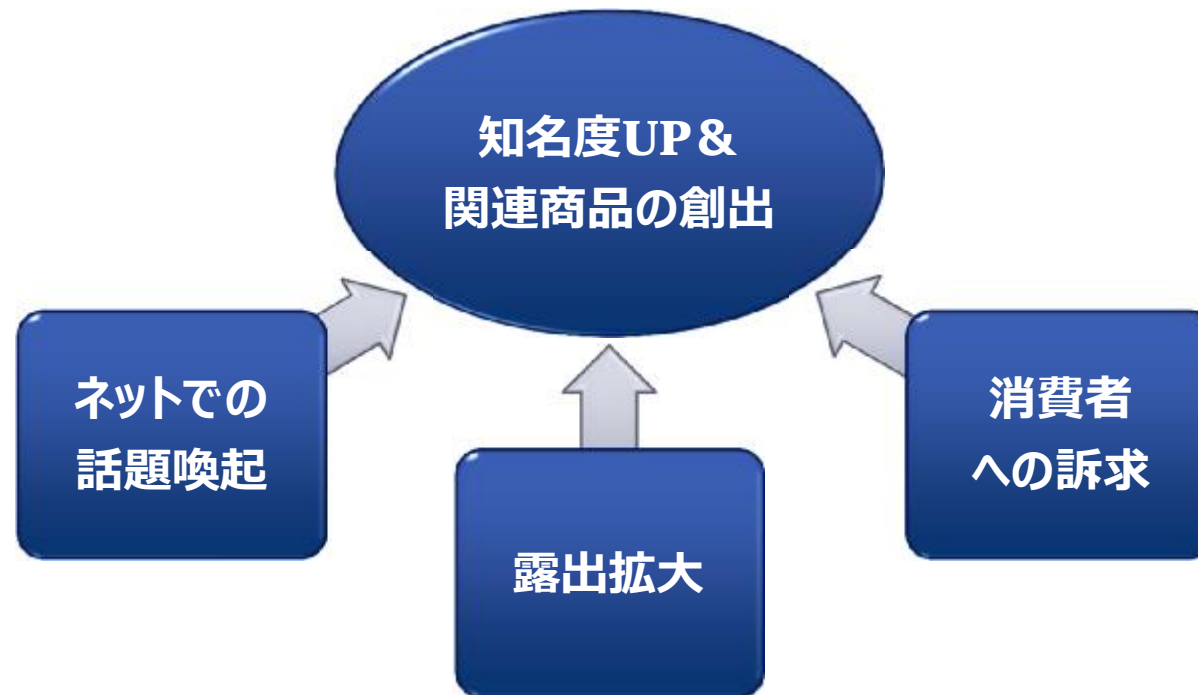 知名度UP＆
関連商品の創出
ネットでの
話題喚起
露出拡大
消費者
への訴求